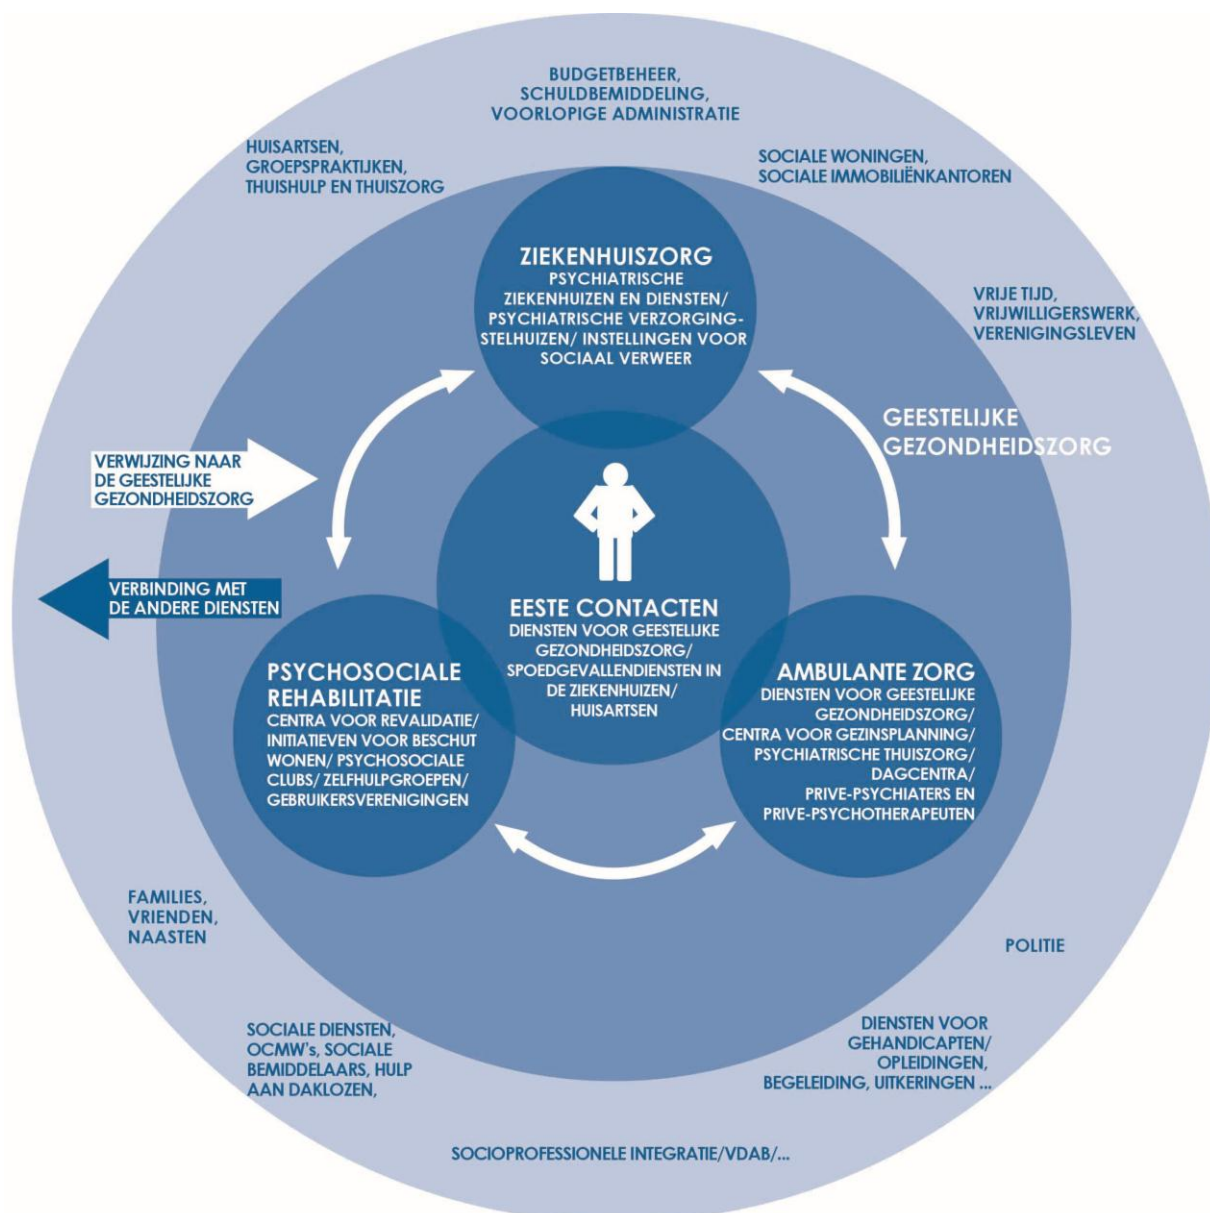 BUDGETBEHEER,
SCHULDBEMIDDELING,
VOORLOPIGE ADMINISTRATIE
HUISARTSEN,
GROEPSPRAKTIJKEN,
THUISHULP EN THUISZORG
SOCIALE WONINGEN,
SOCIALE IMMOBILIËNKANTOREN
ZIEKENHUISZORG
PSYCHIATRISCHE
ZIEKENHUIZEN EN DIENSTEN/
PSYCHIATRISCHE VERZORGING-
STELHUIZEN/ INSTELLINGEN VOOR
SOCIAAL VERWEER
VRIJE TIJD,
VRIJWILLIGERSWERK,
VERENIGINGSLEVEN
GEESTELIJKE
GEZONDHEIDSZORG
VERWIJZING NAAR
DE GEESTELIJKE
GEZONDHEIDSZORG
VERBINDING MET
DE ANDERE DIENSTEN
EESTE CONTACTEN
DIENSTEN VOOR GEESTELIJKE
GEZONDHEIDSZORG/
SPOEDGEVALLENDIENSTEN IN
DE ZIEKENHUIZEN/
HUISARTSEN
PSYCHOSOCIALE
REHABILITATIE
CENTRA VOOR REVALIDATIE/
INITIATIEVEN VOOR BESCHUT
WONEN/ PSYCHOSOCIALE
CLUBS/ ZELFHULPGROEPEN/
GEBRUIKERSVERENIGINGEN
AMBULANTE ZORG
DIENSTEN VOOR GEESTELIJKE
GEZONDHEIDSZORG/
CENTRA VOOR GEZINSPLANNING/
PSYCHIATRISCHE THUISZORG/
DAGCENTRA/
PRIVE-PSYCHIATERS EN
PRIVE-PSYCHOTHERAPEUTEN
FAMILIES,
VRIENDEN,
NAASTEN
POLITIE
SOCIALE DIENSTEN,
OCMW's, SOCIALE
BEMIDDELAARS, HULP
AAN DAKLOZEN,
DIENSTEN VOOR
GEHANDICAPTEN/
OPLEIDINGEN,
BEGELEIDING, UITKERINGEN ...
SOCIOPROFESSIONELE INTEGRATIE/VDAB/...